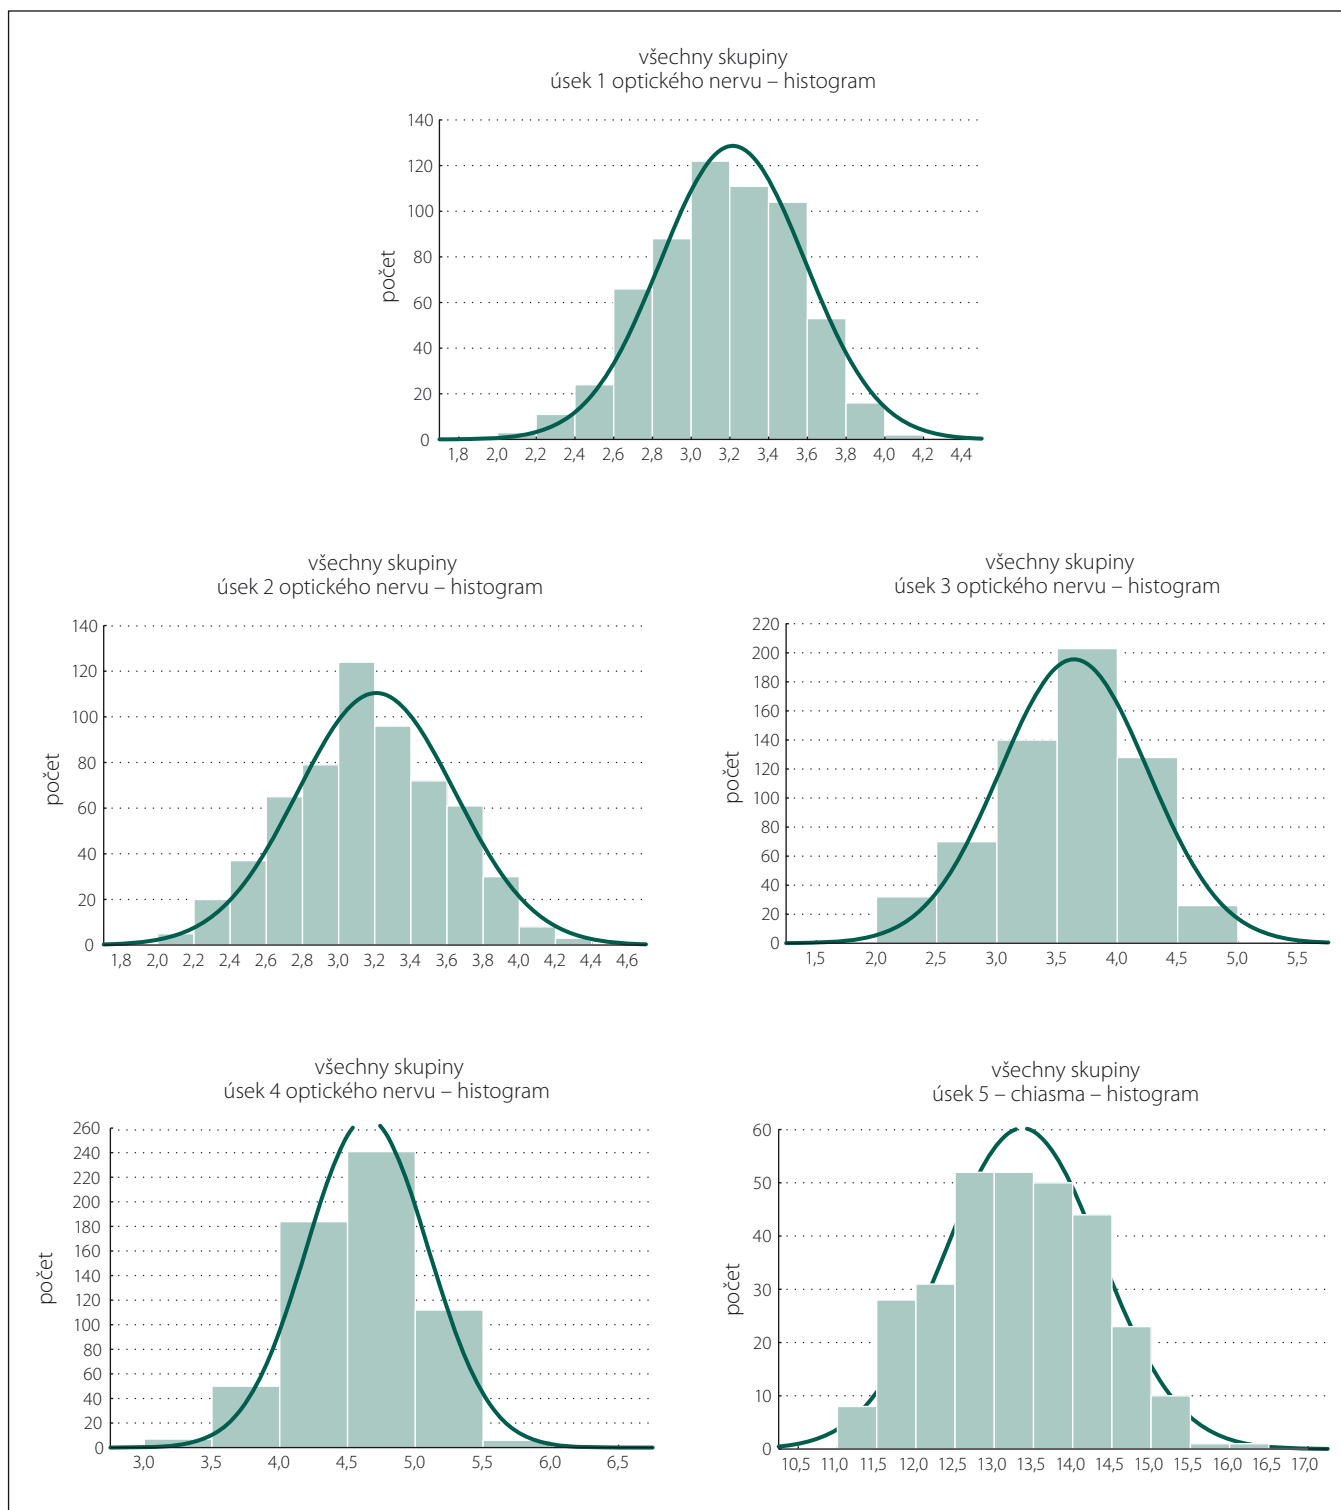 všechny skupiny
úsek 1 optického nervu – histogram
140
120
100
80
60
40
20
0
počet
1,8 2,0 2,2 2,4 2,6 2,8 3,0 3,2 3,4 3,6 3,8 4,0 4,2 4,4
všechny skupiny
úsek 2 optického nervu – histogram
140
120
100
80
60
40
20
0
počet
1,8 2,0 2,2 2,4 2,6 2,8 3,0 3,2 3,4 3,6 3,8 4,0 4,2 4,4 4,6
všechny skupiny
úsek 3 optického nervu – histogram
220
200
180
160
140
120
100
80
60
40
20
0
počet
1,5 2,0 2,5 3,0 3,5 4,0 4,5 5,0 5,5
všechny skupiny
úsek 4 optického nervu – histogram
260
240
220
200
180
160
140
120
100
80
60
40
20
0
počet
3,0 3,5 4,0 4,5 5,0 5,5 6,0 6,5
všechny skupiny
úsek 5 – chiasma – histogram
60
50
40
30
20
10
0
počet
10,5 11,0 11,5 12,0 12,5 13,0 13,5 14,0 14,5 15,0 15,5 16,0 16,5 17,0